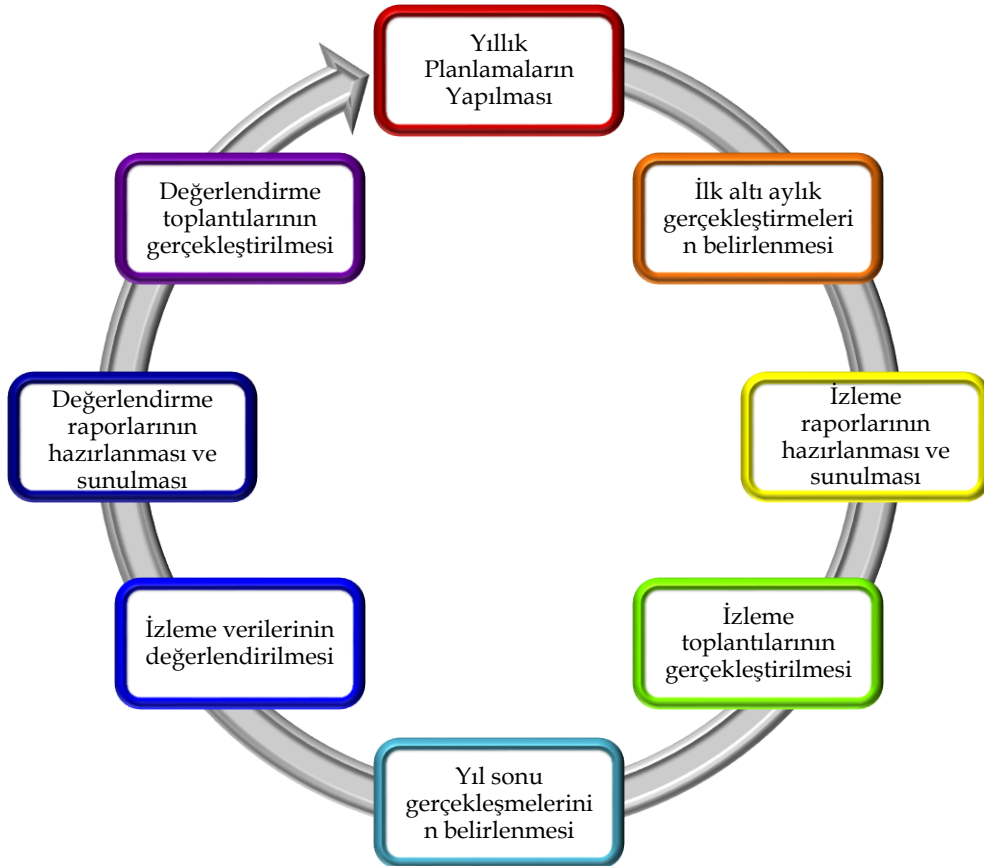 Yıllık
Planlamaların
Yapılması
İlk altı aylık
gerçekleştirmeleri
n belirlenmesi
İzleme
raporlarının
hazırlanması ve
sunulması
İzleme
toplantılarının
gerçekleştirilmesi
Yıl sonu
gerçekleşmelerini
n belirlenmesi
İzleme verilerinin
değerlendirilmesi
Değerlendirme
raporlarının
hazırlanması ve
sunulması
Değerlendirme
toplantılarının
gerçekleştirilmesi